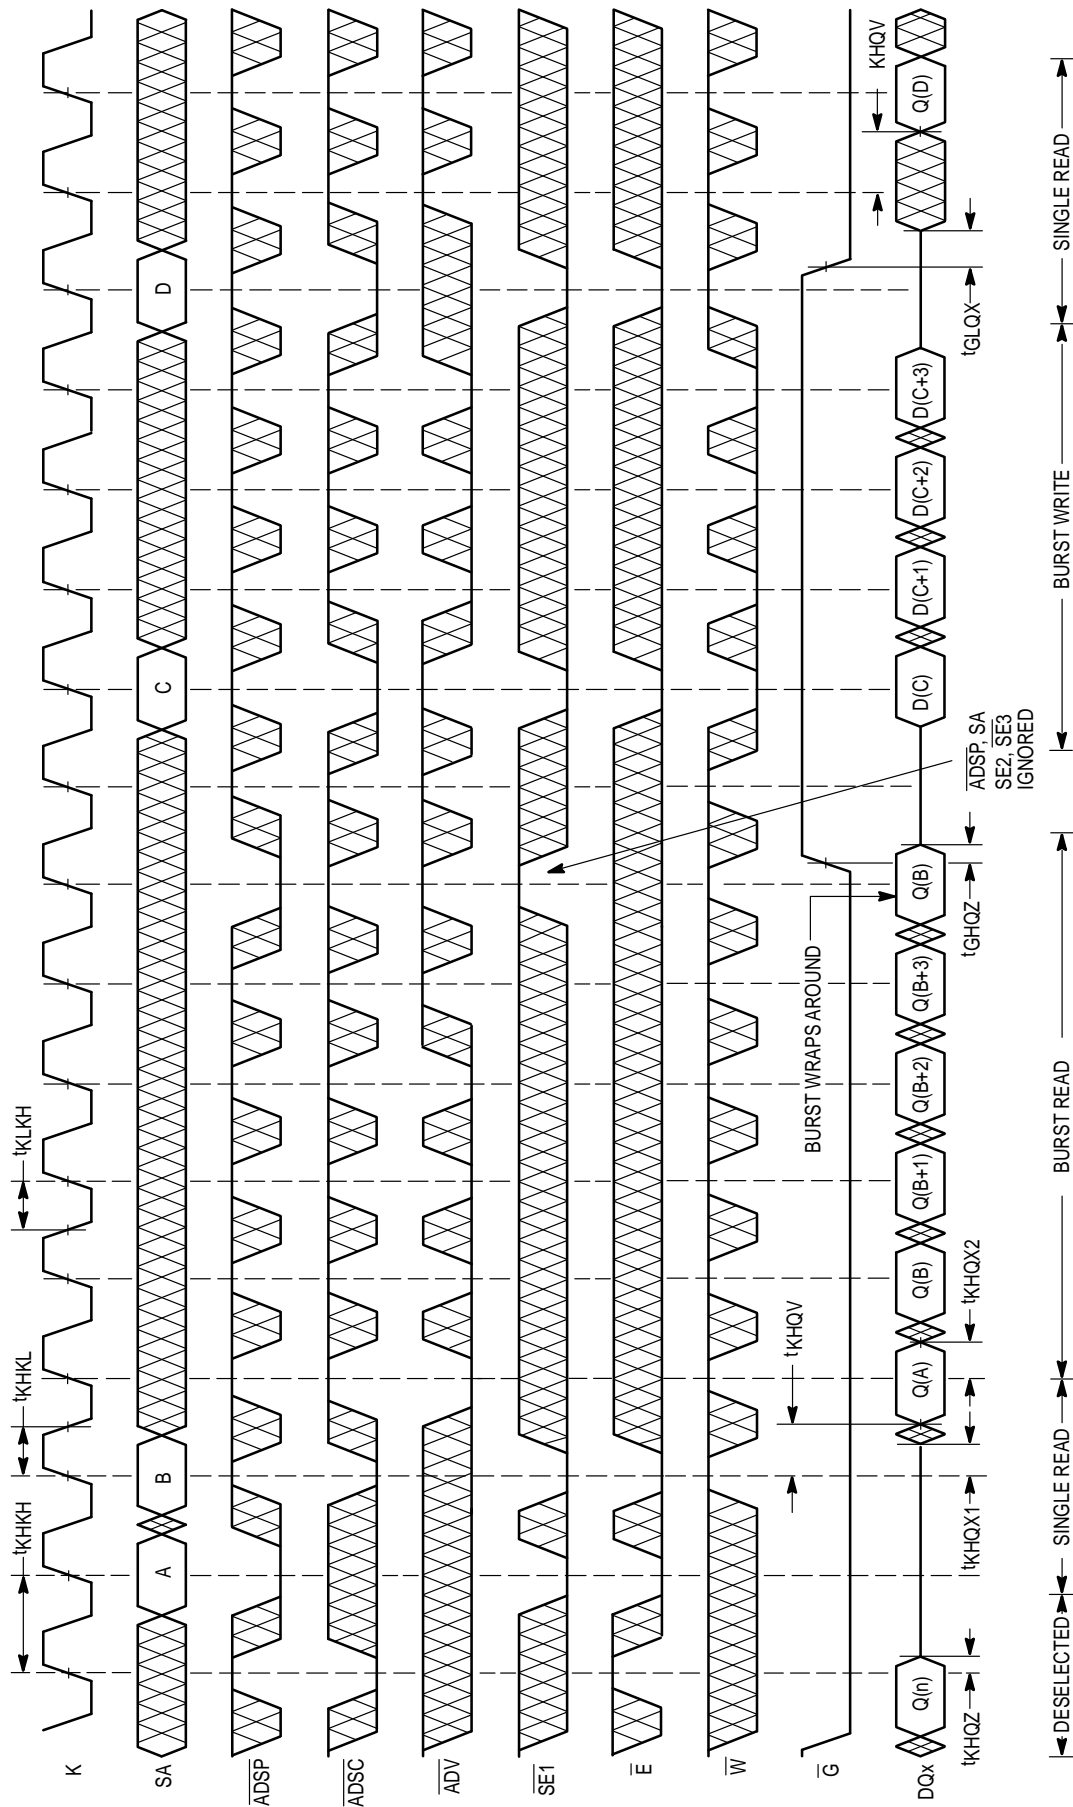 tKHKH
tKHKL
tKLKH
K
SA
A
B
C
D
ADSP
ADSC
ADV
SE1
E
W
tKHQV
BURST WRAPS AROUND
KHQV
G
DQx
Q(n)
Q(A)
Q(B)
Q(B+1)
Q(B+2)
Q(B+3)
Q(B)
D(C)
D(C+1)
D(C+2)
D(C+3)
Q(D)
tKHQZ
tKHQX1
tKHQX2
tGHQZ
ADSP, SA
SE2, SE3
IGNORED
tGLQX
DESELECTED
SINGLE READ
BURST READ
BURST WRITE
SINGLE READ